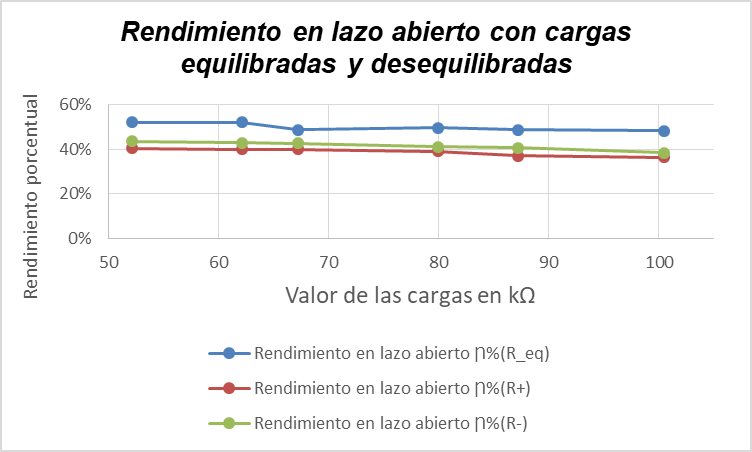 Rendimiento en lazo abierto con cargas
equilibradas y desequilibradas
Rendimiento porcentual
60%
40%
20%
0%
50 60 70 80 90 100
Valor de las cargas en kΩ
Rendimiento en lazo abierto Ƞ%(R_eq)
Rendimiento en lazo abierto Ƞ%(R+)
Rendimiento en lazo abierto Ƞ%(R-)